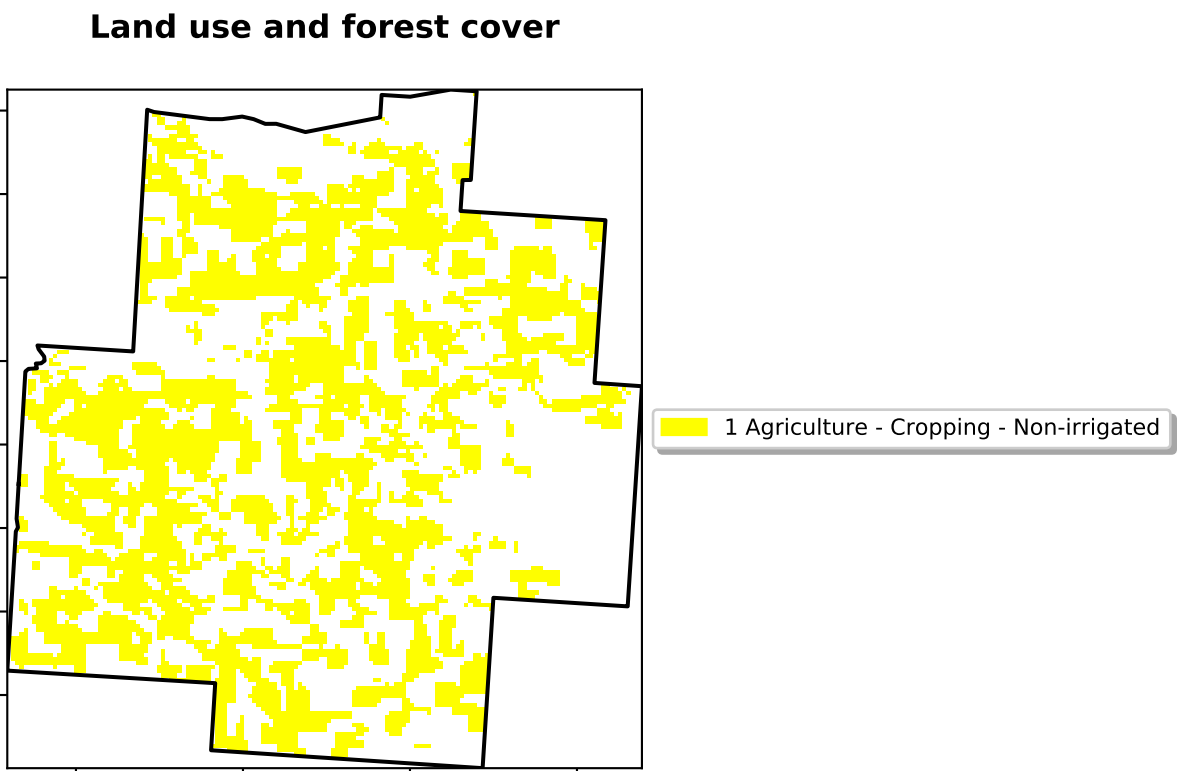 Land use and forest cover
1 Agriculture - Cropping - Non-irrigated